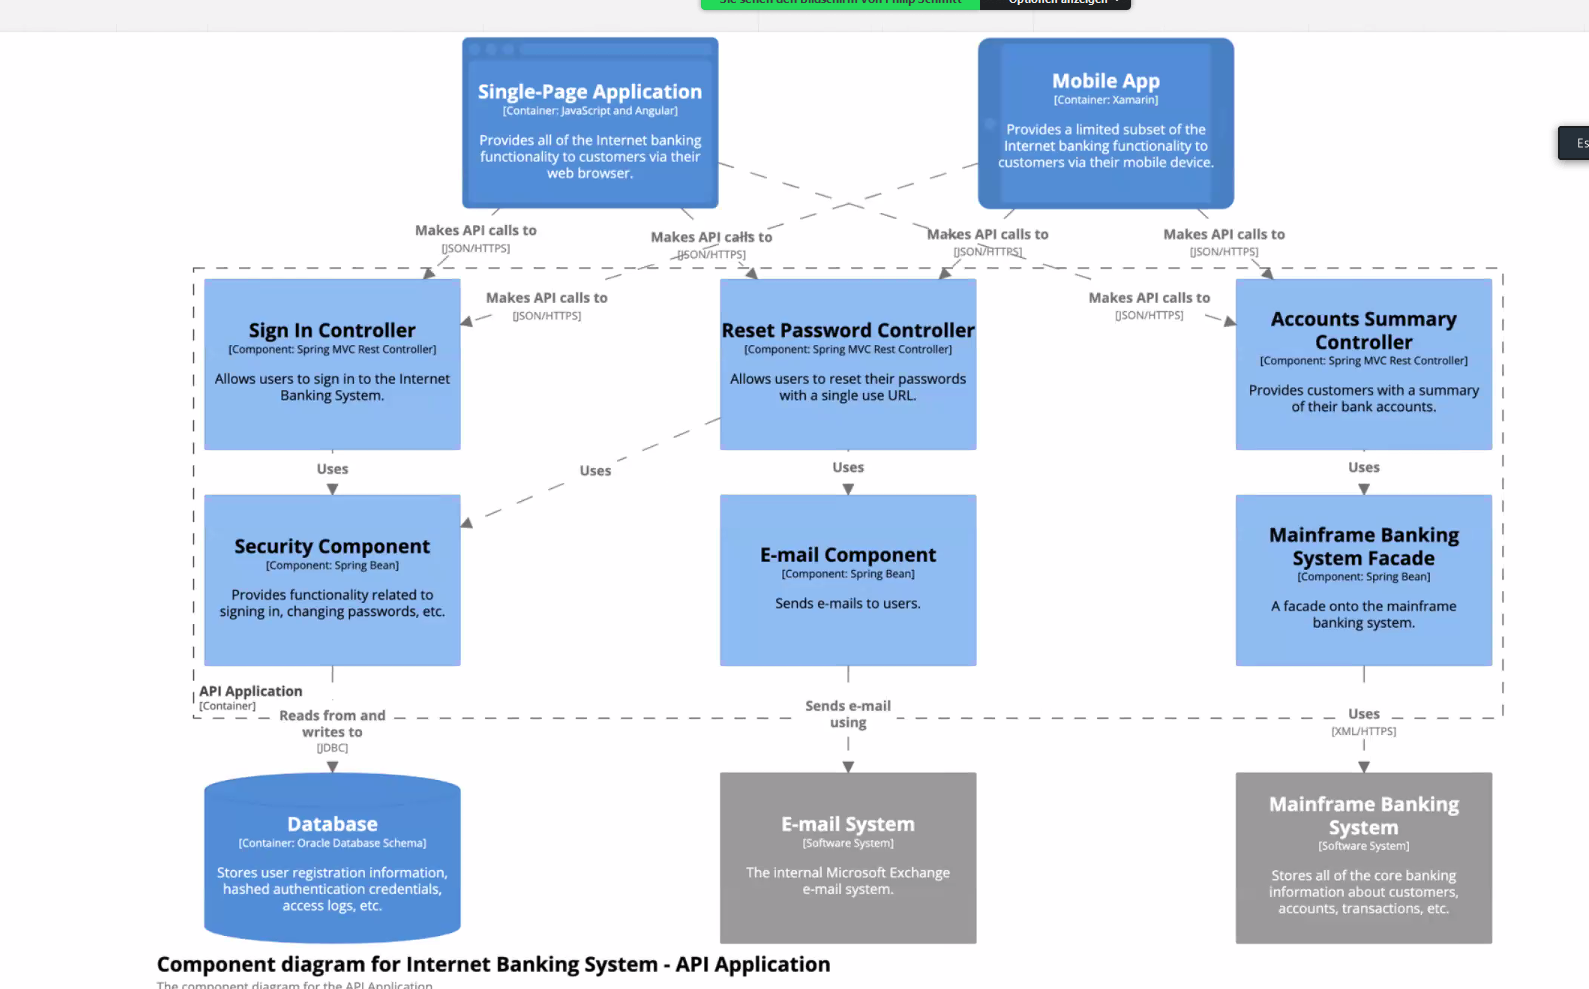 Sie sehen den Bildschirm von Philip Schmitt
Optionen anzeigen
Single-Page Application
[Container: JavaScript and Angular]
Provides all of the Internet banking
functionality to customers via their
web browser.
Mobile App
[Container: Xamarin]
Provides a limited subset of the
Internet banking functionality to
customers via their mobile device.
Es
Makes API calls to
[JSON/HTTPS]
Makes API calls to
[JSON/HTTPS]
Makes API calls to
[JSON/HTTPS]
Makes API calls to
[JSON/HTTPS]
Makes API calls to
[JSON/HTTPS]
Makes API calls to
[JSON/HTTPS]
Sign In Controller
[Component: Spring MVC Rest Controller]
Allows users to sign in to the Internet
Banking System.
Reset Password Controller
[Component: Spring MVC Rest Controller]
Allows users to reset their passwords
with a single use URL.
Accounts Summary
Controller
[Component: Spring MVC Rest Controller]
Provides customers with a summary
of their bank accounts.
Uses
Uses
Uses
Uses
Security Component
[Component: Spring Bean]
Provides functionality related to
signing in, changing passwords, etc.
E-mail Component
[Component: Spring Bean]
Sends e-mails to users.
Mainframe Banking
System Facade
[Component: Spring Bean]
A facade onto the mainframe
banking system.
API Application
[Container]
Reads from and
writes to
[JDBC]
Sends e-mail
using
Uses
[XML/HTTPS]
Database
[Container: Oracle Database Schema]
Stores user registration information,
hashed authentication credentials,
access logs, etc.
E-mail System
[Software System]
The internal Microsoft Exchange
e-mail system.
Mainframe Banking
System
[Software System]
Stores all of the core banking
information about customers,
accounts, transactions, etc.
Component diagram for Internet Banking System - API Application
The component diagram for the API Application